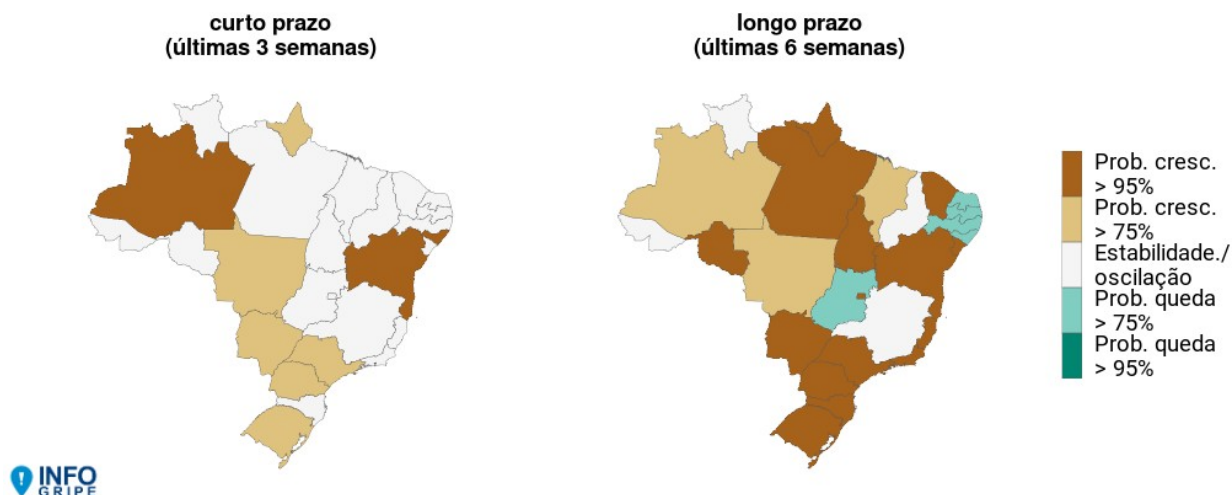 curto prazo
(últimas 3 semanas)
longo prazo
(últimas 6 semanas)
Prob. cresc.
> 95%
Prob. cresc.
> 75%
Estabilidade./
oscilação
Prob. queda
> 75%
Prob. queda
> 95%
INFO
GRIPE